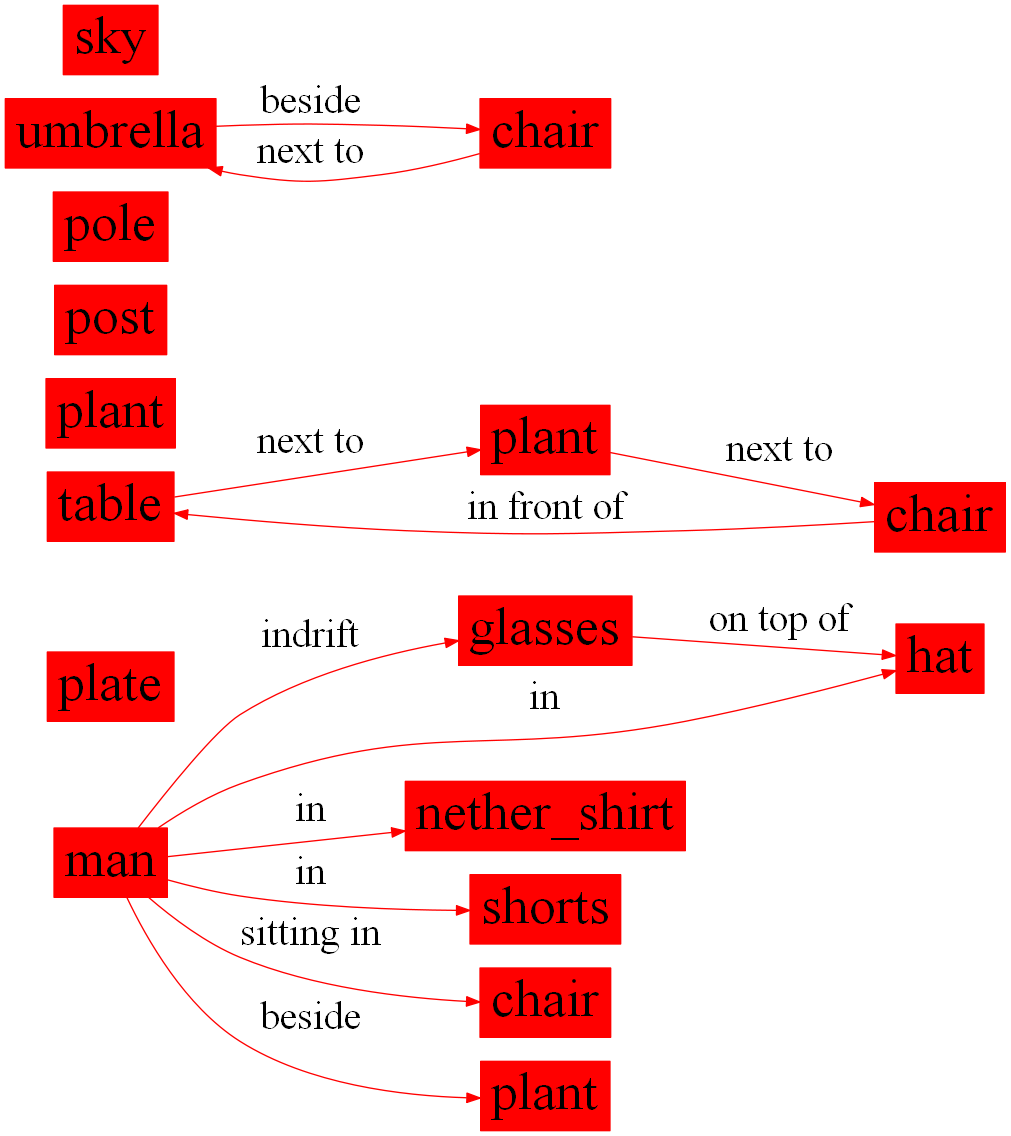 sky
beside
umbrella
chair
next to
pole
post
plant
next to
plant
next to
table
in front of
chair
indrift
glasses
on top of
hat
plate
in
in
nether_shirt
man
in
shorts
sitting in
chair
beside
plant